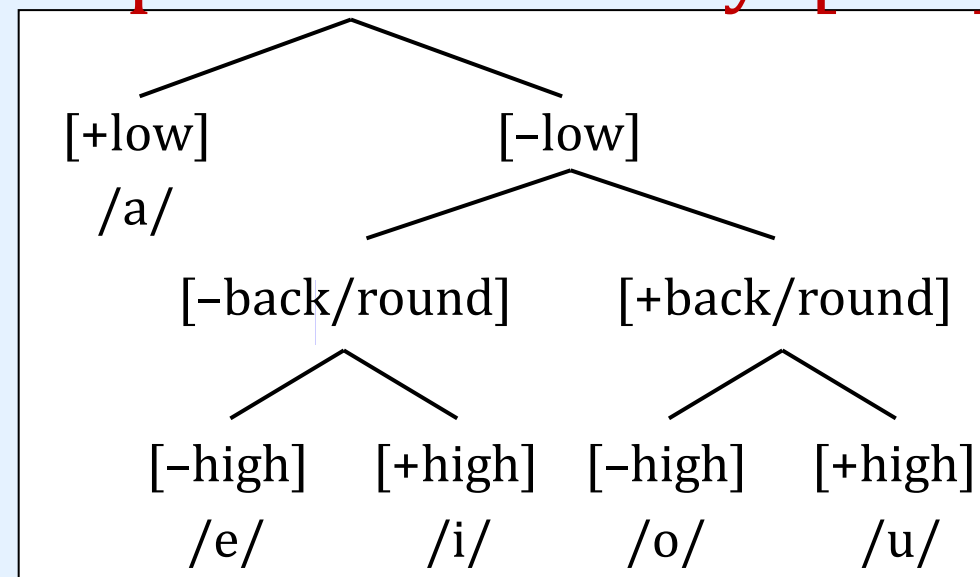 [+low] [–low]
/a/
[–back/round] [+back/round]
[–high] [+high] [–high] [+high]
/e/ /i/ /o/ /u/